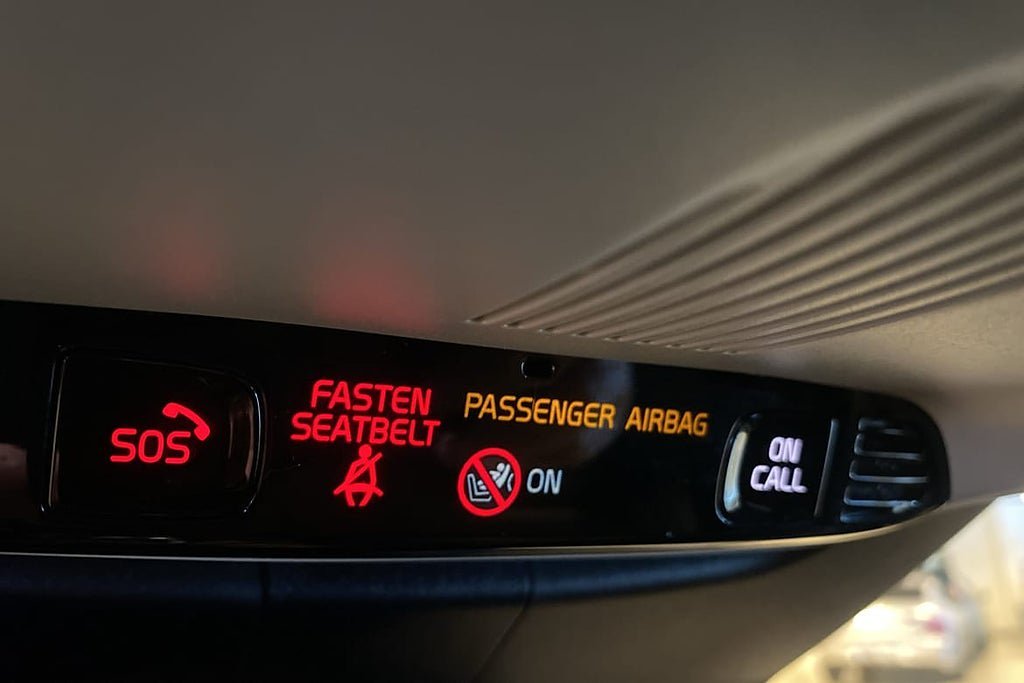 SOS
FASTEN
SEATBELT
PASSENGER AIRBAG
ON
ON
CALL